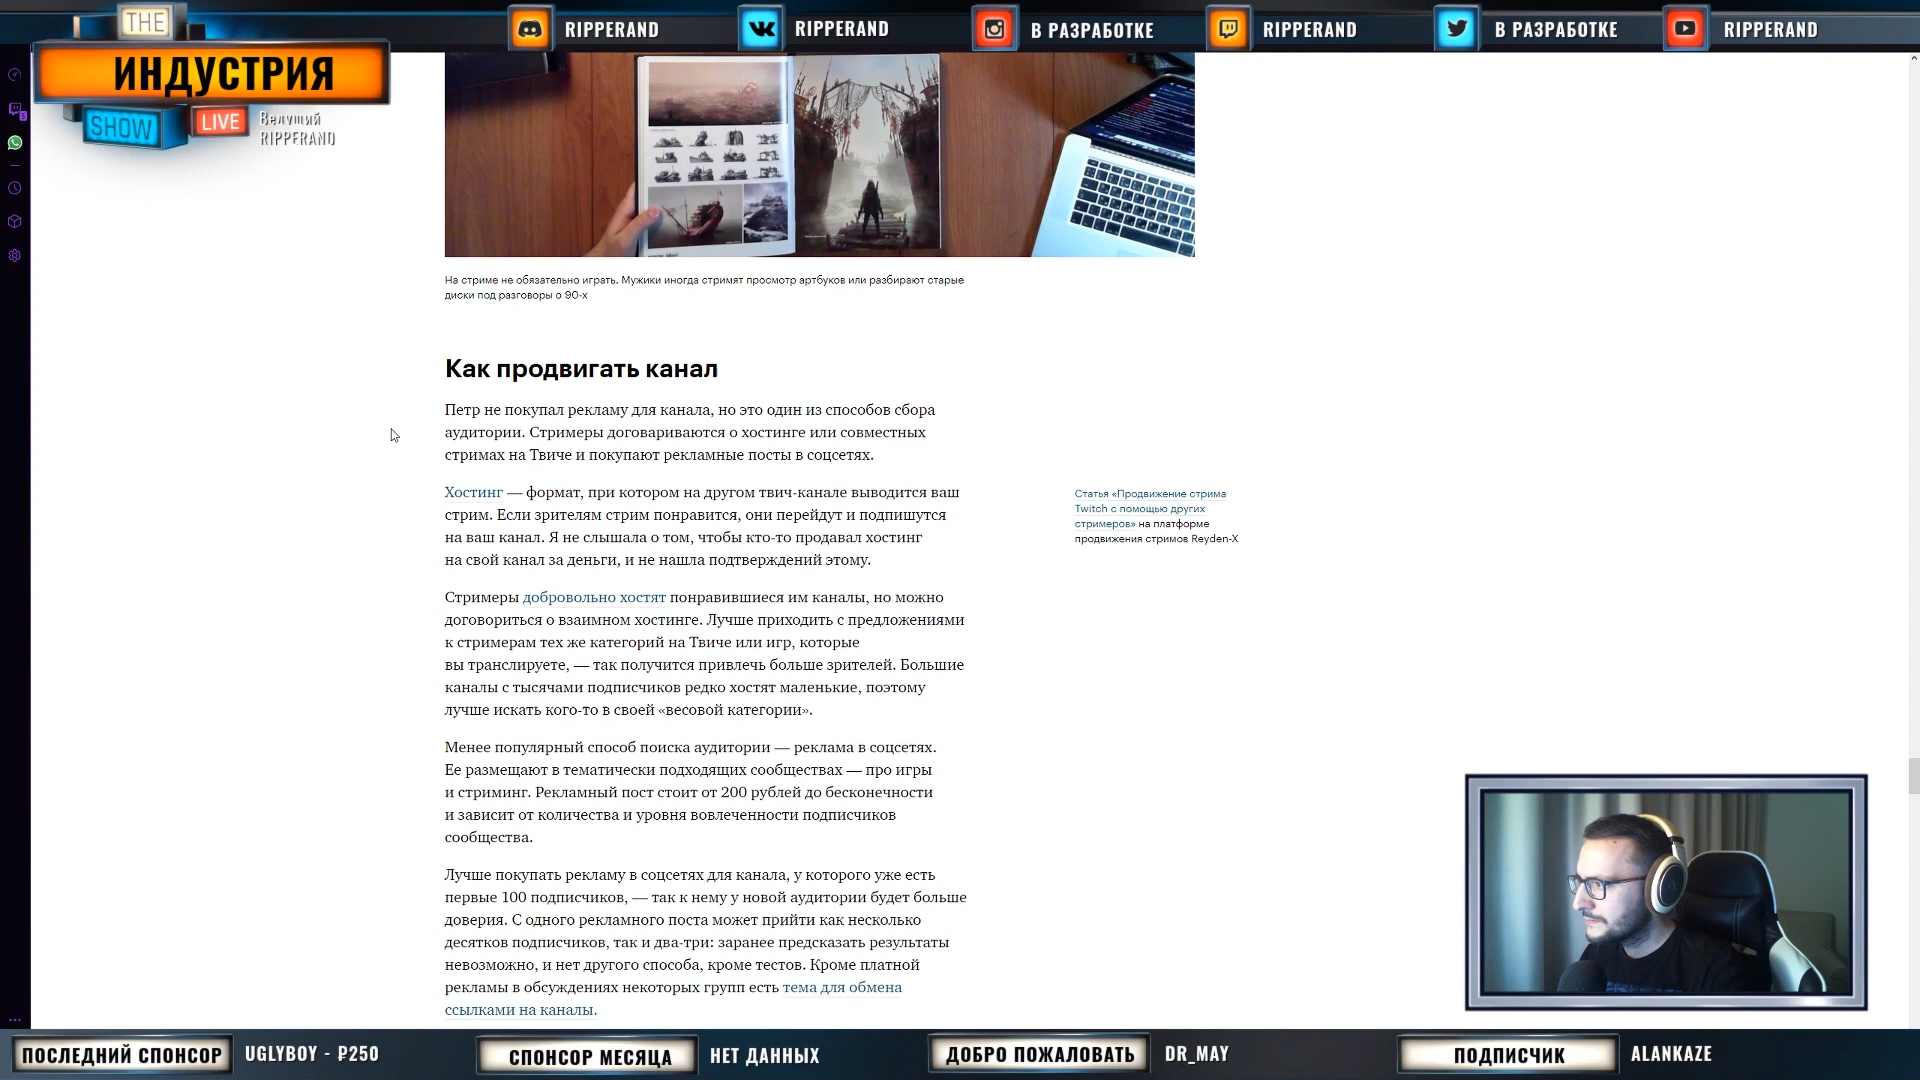 THE
ИНДУСТРИЯ
SHOW
LIVE
Ведущий
RIPPERAND
RIPPERAND
RIPPERAND
В РАЗРАБОТКЕ
RIPPERAND
В РАЗРАБОТКЕ
RIPPERAND
На стриме не обязательно играть. Мужики иногда стримят просмотр артбуков или разбирают старые
диски под разговоры о 90-х
Как продвигать канал
Петр не покупал рекламу для канала, но это один из способов сбора
аудитории. Стримеры договариваются о хостинге или совместных
стримах на Твиче и покупают рекламные посты в соцсетях.
Хостинг — формат, при котором на другом твич-канале выводится ваш
стрим. Если зрителям стрим понравится, они перейдут и подпишутся
на ваш канал. Я не слышала о том, чтобы кто-то продавал хостинг
на свой канал за деньги, и не нашла подтверждений этому.
Статья «Продвижение стрима
Twitch с помощью других
стримеров» на платформе
продвижения стримов Reyden-X
Стримеры добровольно хостят понравившиеся им каналы, но можно
договориться о взаимном хостинге. Лучше приходить с предложениями
к стримерам тех же категорий на Твиче или игр, которые
вы транслируете, — так получится привлечь больше зрителей. Большие
каналы с тысячами подписчиков редко хостят маленькие, поэтому
лучше искать кого-то в своей «весовой категории».
Менее популярный способ поиска аудитории — реклама в соцсетях.
Ее размещают в тематически подходящих сообществах — про игры
и стриминг. Рекламный пост стоит от 200 рублей до бесконечности
и зависит от количества и уровня вовлеченности подписчиков
сообщества.
Лучше покупать рекламу в соцсетях для канала, у которого уже есть
первые 100 подписчиков, — так к нему у новой аудитории будет больше
доверия. С одного рекламного поста может прийти как несколько
десятков подписчиков, так и два-три: заранее предсказать результаты
невозможно, и нет другого способа, кроме тестов. Кроме платной
рекламы в обсуждениях некоторых групп есть тема для обмена
ссылками на каналы.
ПОСЛЕДНИЙ СПОНСОР
UGLYBOY - ₽250
СПОНСОР МЕСЯЦА
НЕТ ДАННЫХ
ДОБРО ПОЖАЛОВАТЬ
DR_MAY
ПОДПИСЧИК
ALANKAZE